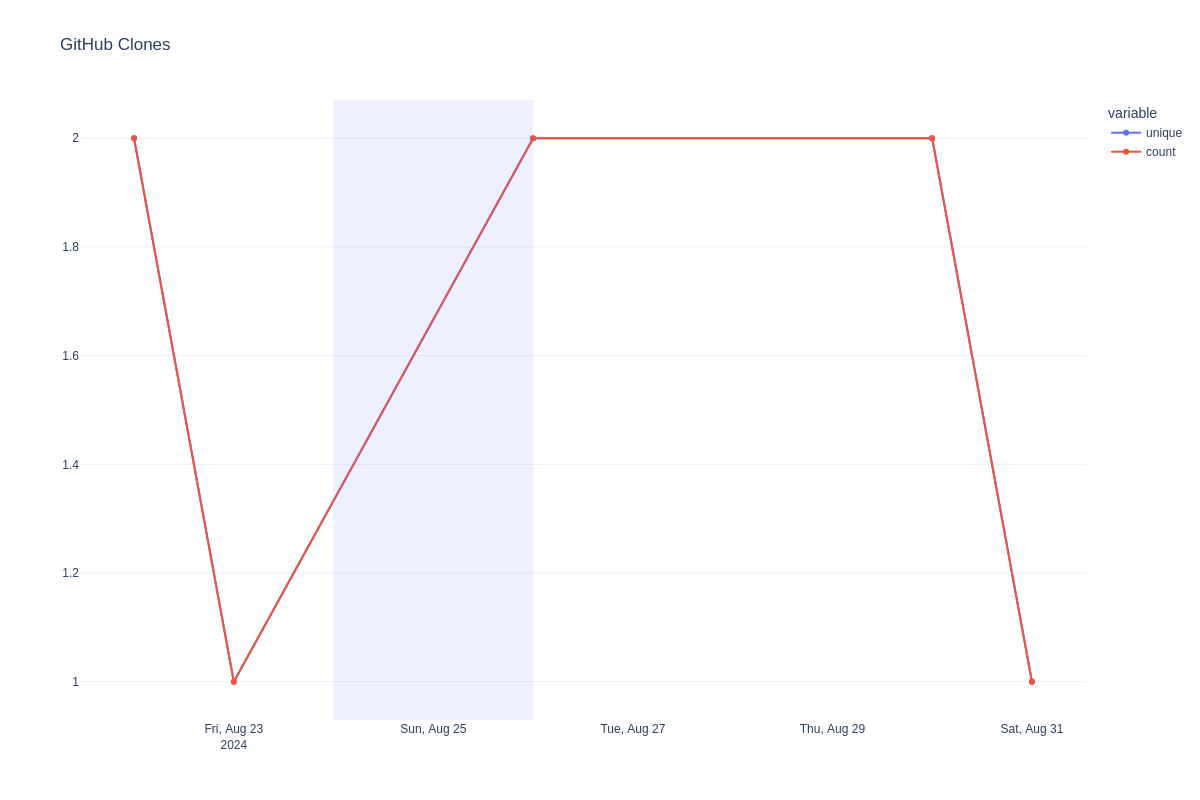 GitHub Clones
variable
unique
count
2
1.8
1.6
1.4
1.2
1
Fri, Aug 23
2024
Sun, Aug 25
Tue, Aug 27
Thu, Aug 29
Sat, Aug 31